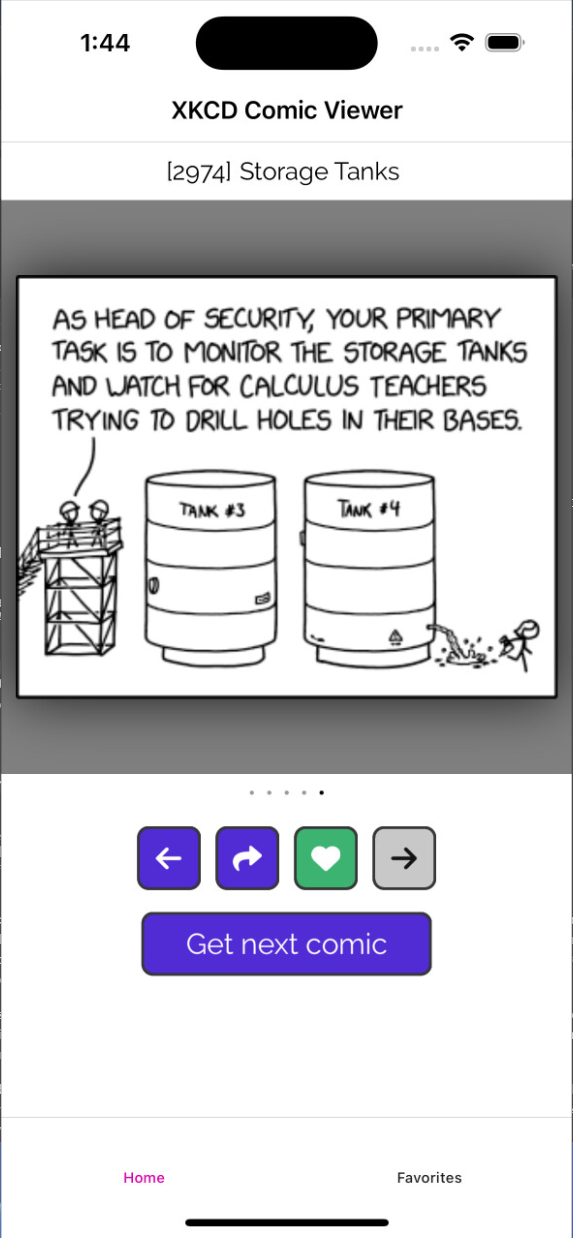 1:44
XKCD Comic Viewer
[2974] Storage Tanks
AS HEAD OF SECURITY, YOUR PRIMARY
TASK IS TO MONITOR THE STORAGE TANKS
AND WATCH FOR CALCULUS TEACHERS
TRYING TO DRILL HOLES IN THEIR BASES.
TANK #3
TANK #4
Get next comic
Home
Favorites